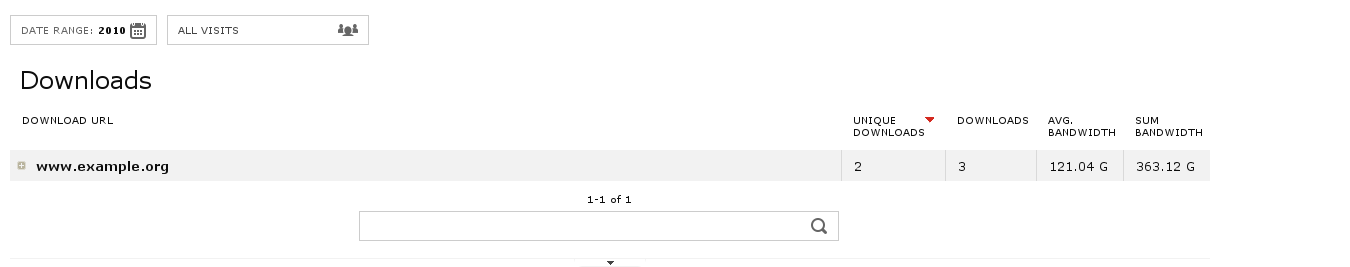 DATE RANGE: 2010
ALL VISITS
Downloads
DOWNLOAD URL
UNIQUE DOWNLOADS
DOWNLOADS
AVG. BANDWIDTH
SUM BANDWIDTH
www.example.org
2
3
121.04 G
363.12 G
1-1 of 1